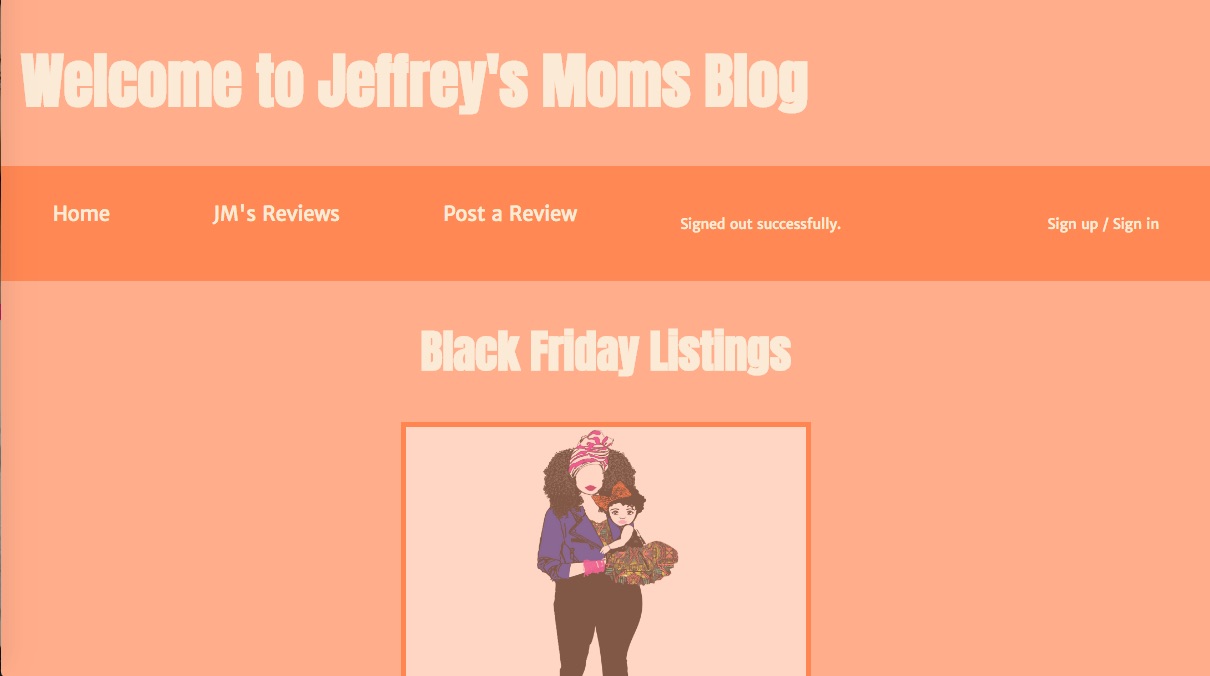 Welcome to Jeffrey's Moms Blog
Home
JM's Reviews
Post a Review
Signed out successfully.
Sign up / Sign in
Black Friday Listings